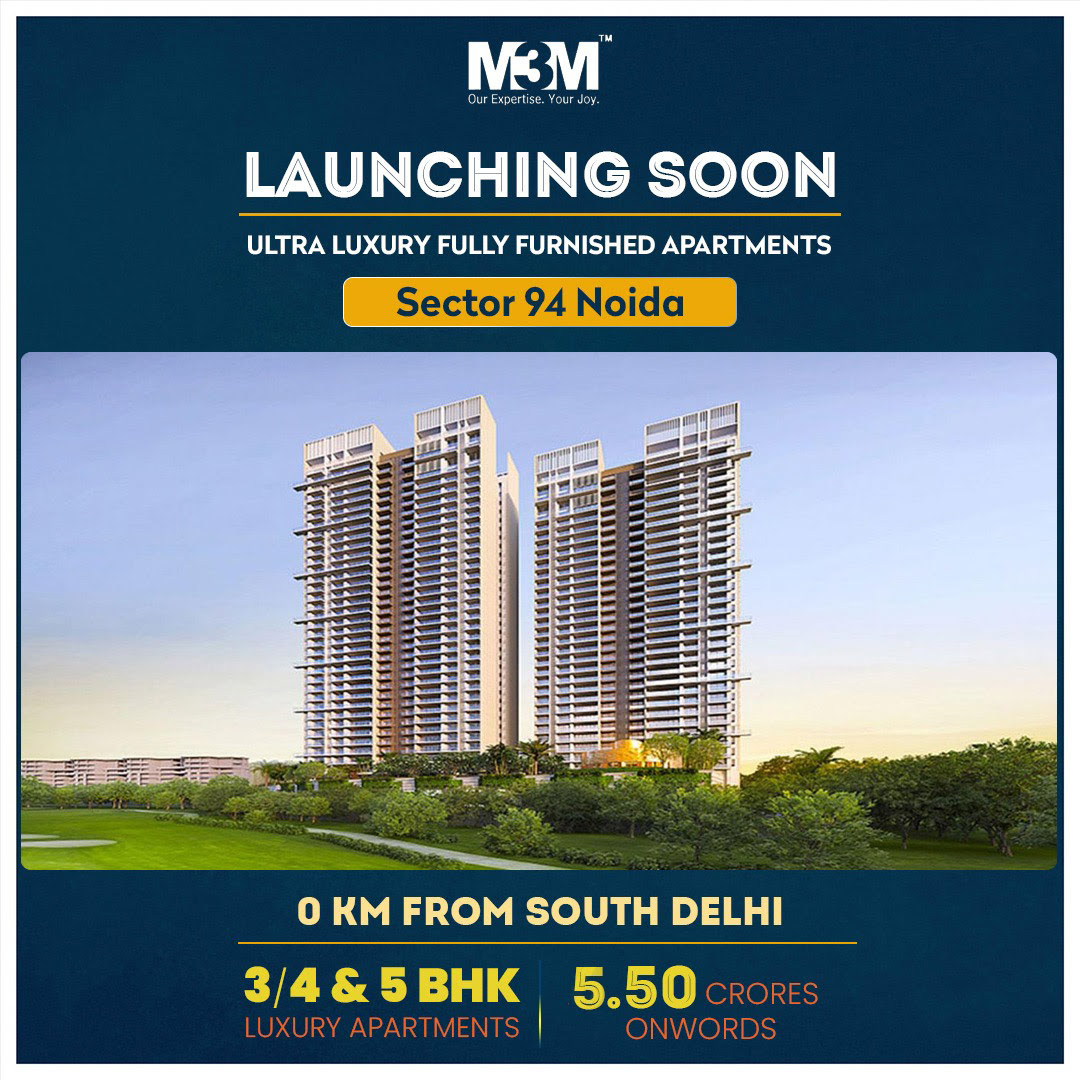 M3M™
Our Expertise. Your Joy.
LAUNCHING SOON
ULTRA LUXURY FULLY FURNISHED APARTMENTS
Sector 94 Noida
0 KM FROM SOUTH DELHI
3/4 & 5 BHK
LUXURY APARTMENTS
5.50 CRORES
ONWORDS